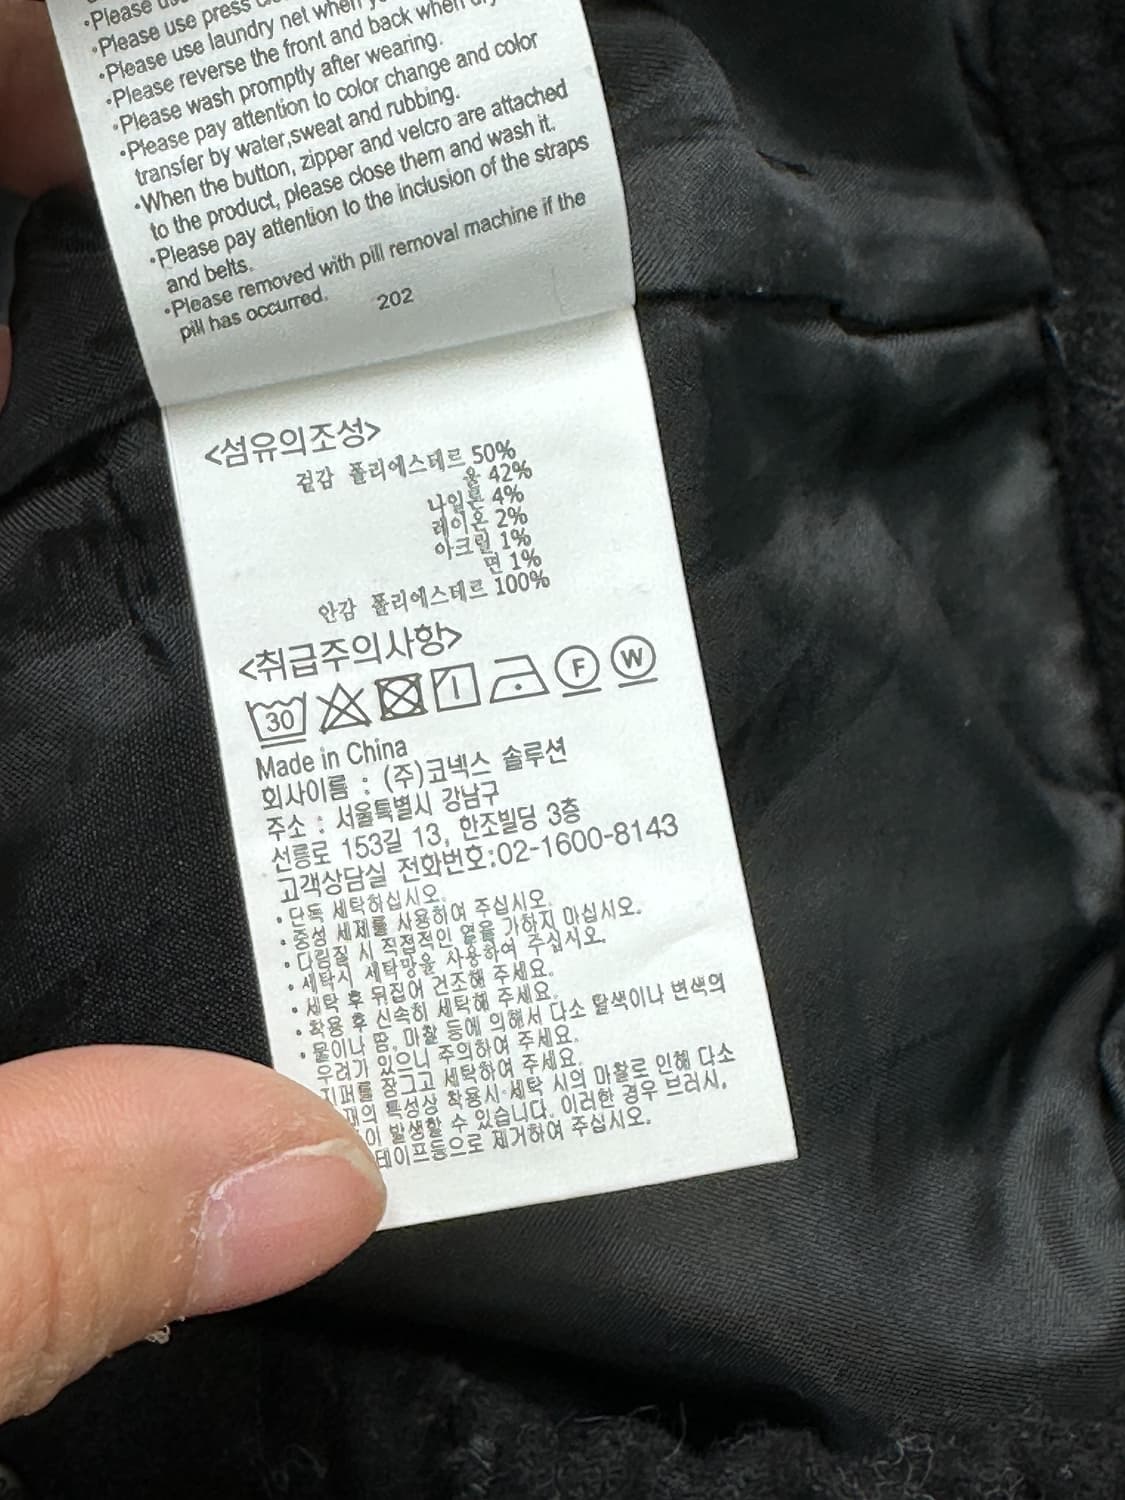 •Please use press
•Please use laundry net when
•Please reverse the front and back when
•Please wash promptly after wearing.
•Please pay attention to color change and color
transfer by water,sweat and rubbing.
•When the button, zipper and velcro are attached
to the product, please close them and wash it.
•Please pay attention to the inclusion of the straps
and belts.
•Please removed with pill removal machine if the
pill has occurred.
202
<섬유의조성>
겉감 폴리에스테르 50%
울 42%
나일론 4%
레이온 2%
아크릴 1%
면 1%
안감 폴리에스테르 100%
<취급주의사항>
30 F W
Made in China
회사이름 : (주)코넥스 솔루션
주소 : 서울특별시 강남구
선릉로 153길 13, 한조빌딩 3층
고객상담실 전화번호:02-1600-8143
• 단독 세탁하십시오.
• 중성 세제를 사용하여 주십시오.
• 다림질 시 직접적인 열을 가하지 마십시오.
• 세탁시 세탁망을 사용하여 주십시오.
• 세탁 후 뒤집어 건조해 주세요.
• 착용 후 신속히 세탁해 주세요.
• 물이나 땀, 마찰 등에 의해서 다소 탈색이나 변색의
우려가 있으니 주의하여 주세요.
지퍼를 잠그고 세탁하여 주세요.
특성상 착용시·세탁 시의 마찰로 인해 다소
이 발생할 수 있습니다. 이러한 경우 브러시,
테이프등으로 제거하여 주십시오.